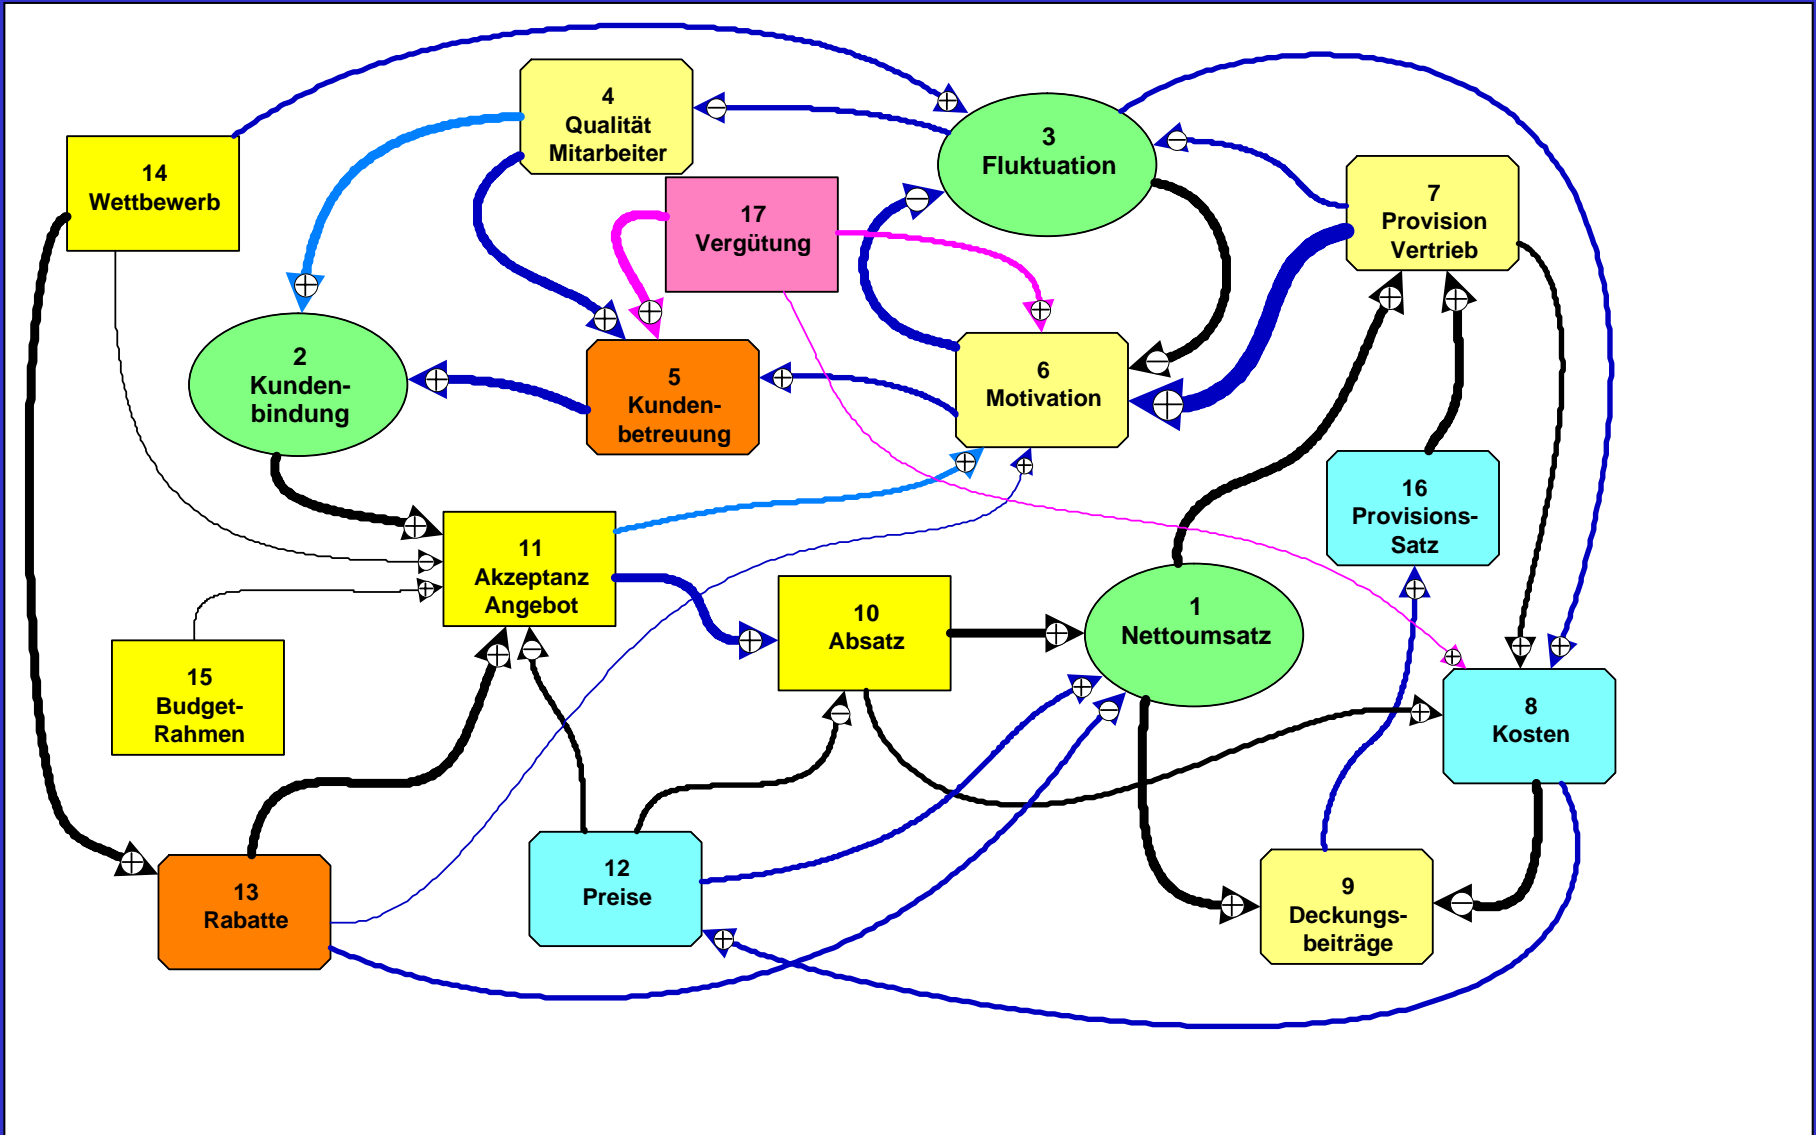 4
Qualität
Mitarbeiter
3
Fluktuation
14
Wettbewerb
17
Vergütung
7
Provision
Vertrieb
2
Kunden-
bindung
5
Kunden-
betreuung
6
Motivation
16
Provisions-
Satz
11
Akzeptanz
Angebot
10
Absatz
1
Nettoumsatz
15
Budget-
Rahmen
8
Kosten
13
Rabatte
12
Preise
9
Deckungs-
beiträge